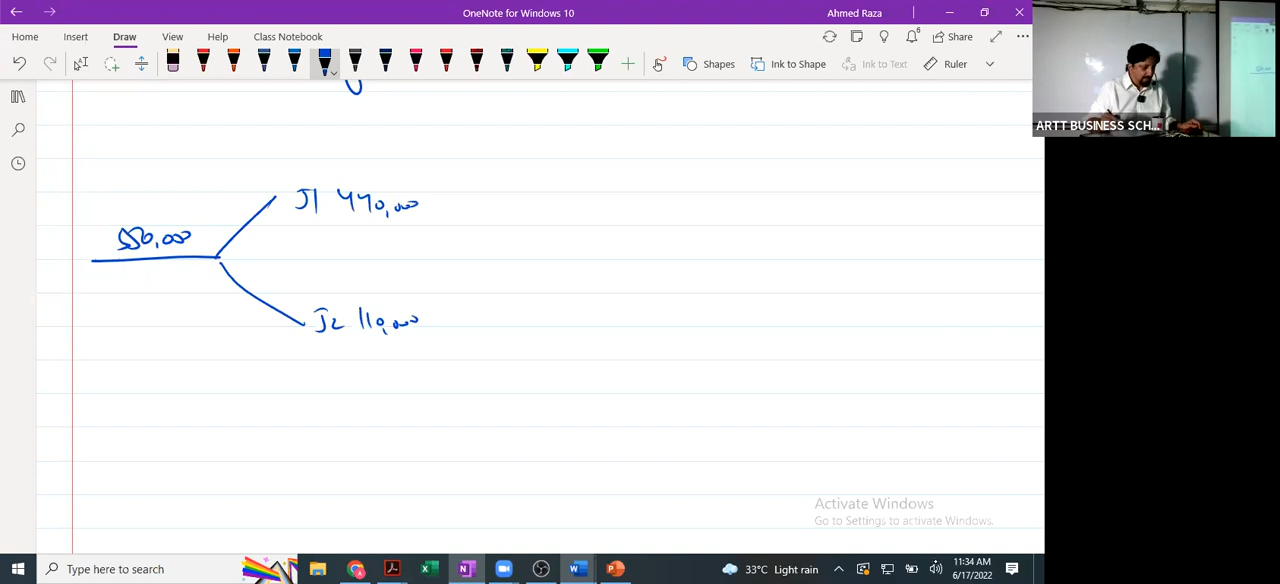 OneNote for Windows 10
Ahmed Raza
Home Insert Draw View Help Class Notebook
6
Share
Shapes Ink to Shape Ink to Text Ruler
ARTT BUSINESS SCH...
J1 440,000
550,000
J2 110,000
Activate Windows
Go to Settings to activate Windows.
Type here to search
33°C Light rain
11:34 AM
6/17/2022